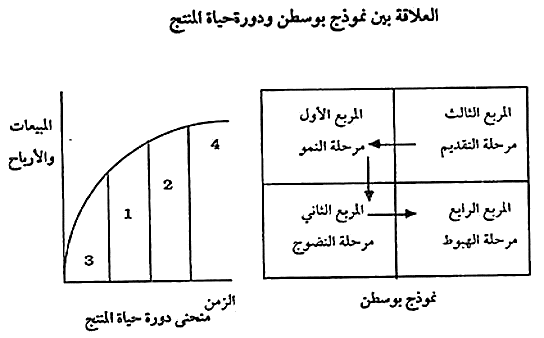 العلاقة بين نموذج بوسطن ودورة حياة المنتج
المربع الثالث
مرحلة التقديم
المربع الأول
مرحلة النمو
المربع الرابع
مرحلة الهبوط
المربع الثاني
مرحلة النضوج
نموذج بوسطن
المبيعات
والأرباح
4
2
1
3
الزمن
منحنى دورة حياة المنتج